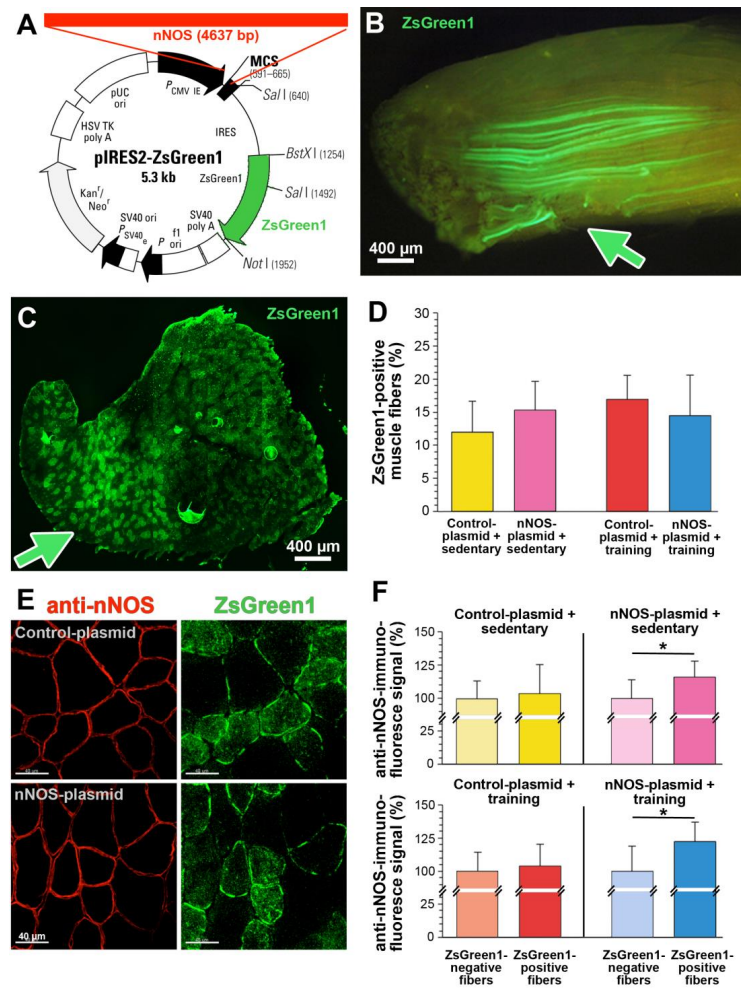 A
nNOS (4637 bp)
MCS
(591–665)
Sal I (640)
PCMV IE
pUC
ori
HSV TK
poly A
IRES
pIRES2-ZsGreen1
5.3 kb
BstX I (1254)
ZsGreen1
Sal I (1492)
Kanr/
Neor
SV40 ori
PSV40e
P
f1
ori
SV40
poly A
ZsGreen1
Not I (1952)
B
ZsGreen1
400 µm
C
ZsGreen1
400 µm
D
ZsGreen1-positive
muscle fibers (%)
30
25
20
15
10
5
0
Control-
plasmid +
sedentary
nNOS-
plasmid +
sedentary
Control-
plasmid +
training
nNOS-
plasmid +
training
E
anti-nNOS
ZsGreen1
Control-plasmid
nNOS-plasmid
40 µm
F
Control-plasmid +
sedentary
nNOS-plasmid +
sedentary
anti-nNOS-immuno-
fluoresce signal (%)
150
125
100
25
0
*
Control-plasmid +
training
nNOS-plasmid +
training
anti-nNOS-immuno-
fluoresce signal (%)
150
125
100
25
0
*
ZsGreen1-
negative
fibers
ZsGreen1-
positive
fibers
ZsGreen1-
negative
fibers
ZsGreen1-
positive
fibers